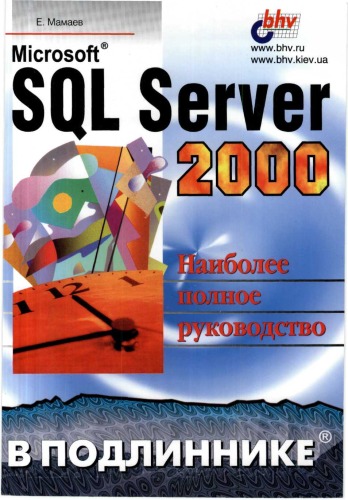 Е. Мамаев
bhv
www.bhv.ru
www.bhv.kiev.ua
Microsoft®
SQL Server
2000
Наиболее
полное
руководство
В ПОДЛИННИКЕ®